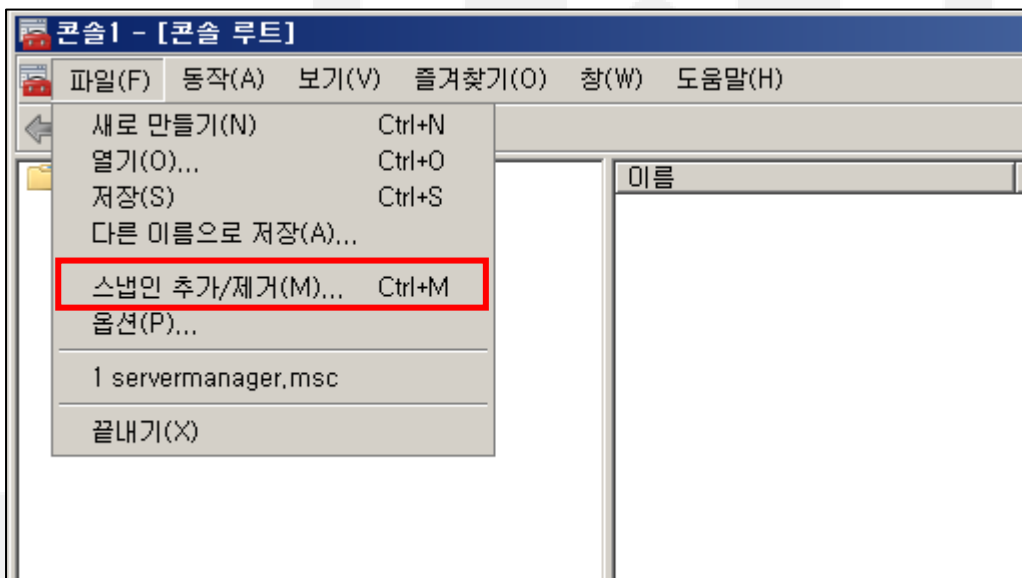 콘솔1 - [콘솔 루트]
파일(F) 동작(A) 보기(V) 즐겨찾기(O) 창(W) 도움말(H)
새로 만들기(N) Ctrl+N
열기(O)... Ctrl+O
저장(S) Ctrl+S
다른 이름으로 저장(A)...
스냅인 추가/제거(M)... Ctrl+M
옵션(P)...
1 servermanager.msc
끝내기(X)
이름